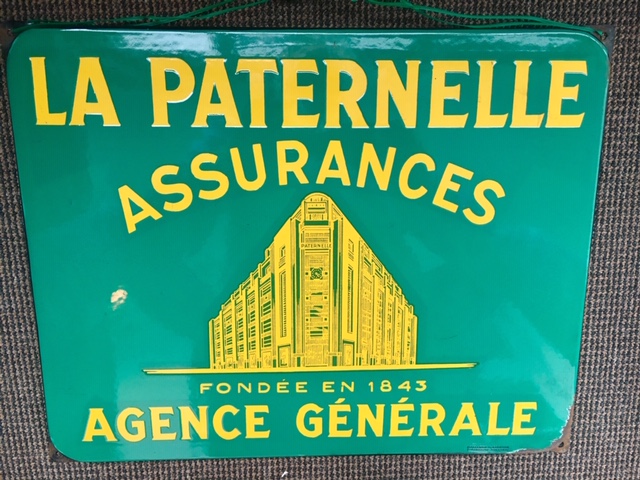 LA PATERNELLE
ASSURANCES
PATERNELLE
FONDÉE EN 1843
AGENCE GÉNÉRALE